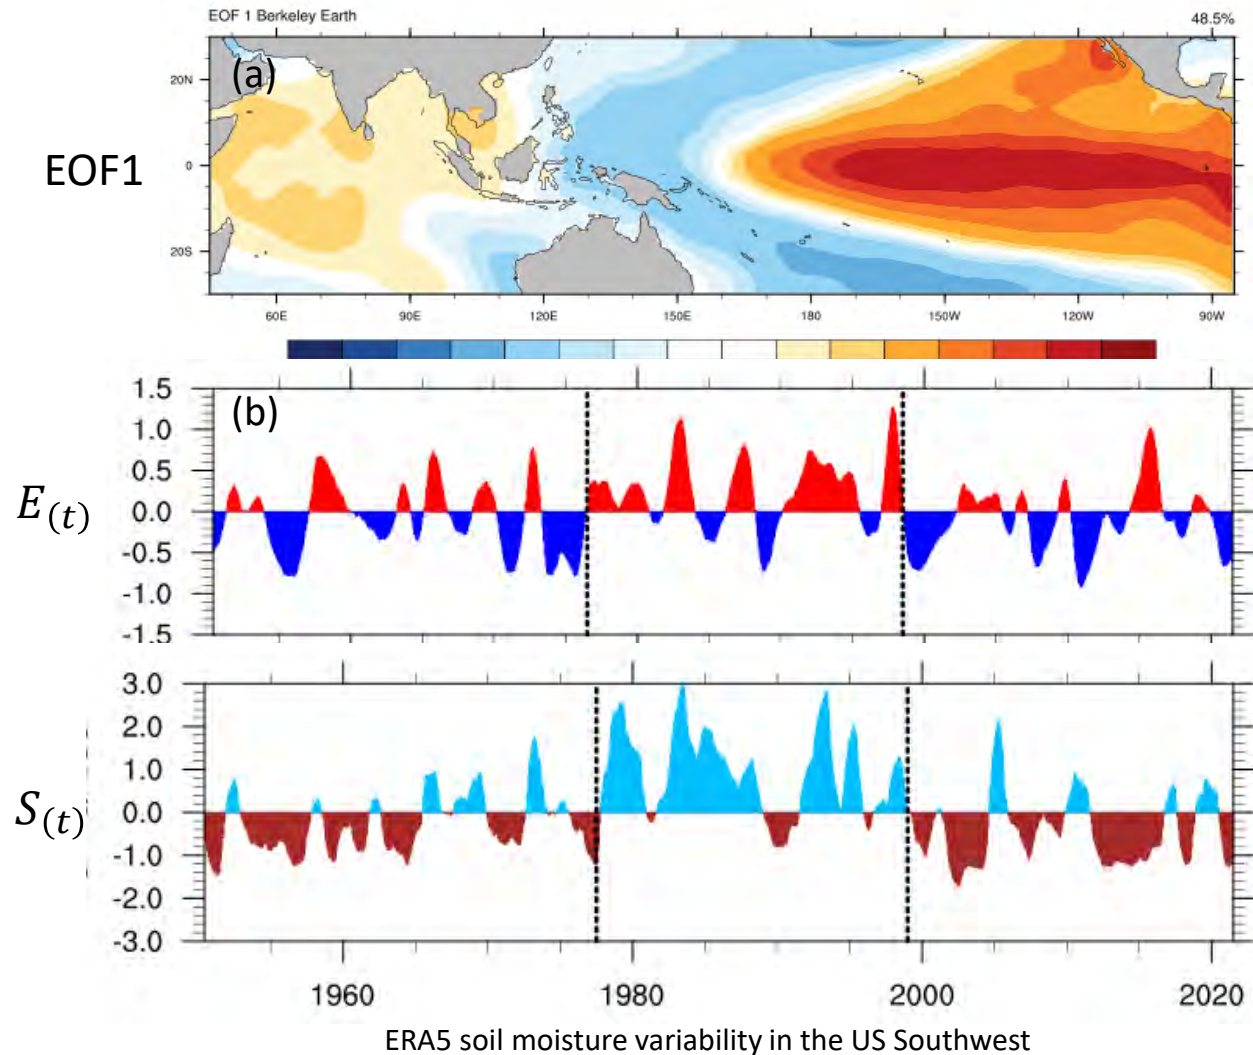 EOF 1 Berkeley Earth 48.5%
(a)
EOF1
20N
0
20S
60E 90E 120E 150E 180 150W 120W 90W
(b)
E(t)
1.5
1.0
0.5
0.0
-0.5
-1.0
-1.5
S(t)
3.0
2.0
1.0
0.0
-1.0
-2.0
-3.0
1960 1980 2000 2020
ERA5 soil moisture variability in the US Southwest